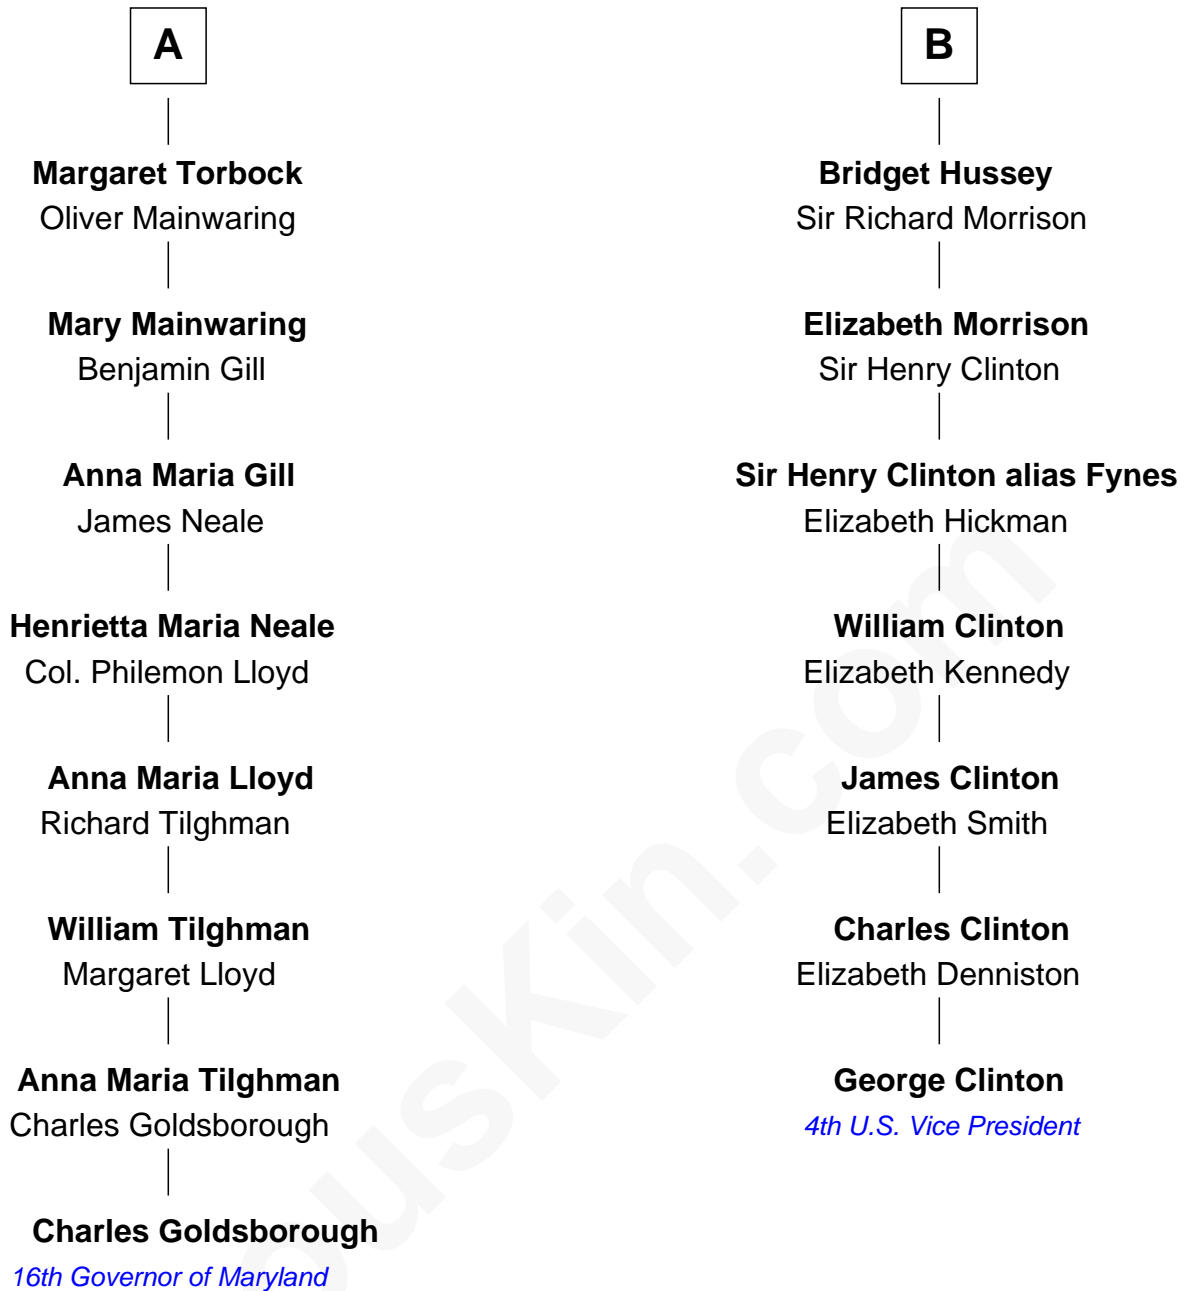 A
Margaret Torbock
Oliver Mainwaring
Mary Mainwaring
Benjamin Gill
Anna Maria Gill
James Neale
Henrietta Maria Neale
Col. Philemon Lloyd
Anna Maria Lloyd
Richard Tilghman
William Tilghman
Margaret Lloyd
Anna Maria Tilghman
Charles Goldsborough
Charles Goldsborough
16th Governor of Maryland
B
Bridget Hussey
Sir Richard Morrison
Elizabeth Morrison
Sir Henry Clinton
Sir Henry Clinton alias Fynes
Elizabeth Hickman
William Clinton
Elizabeth Kennedy
James Clinton
Elizabeth Smith
Charles Clinton
Elizabeth Denniston
George Clinton
4th U.S. Vice President
usKin.com